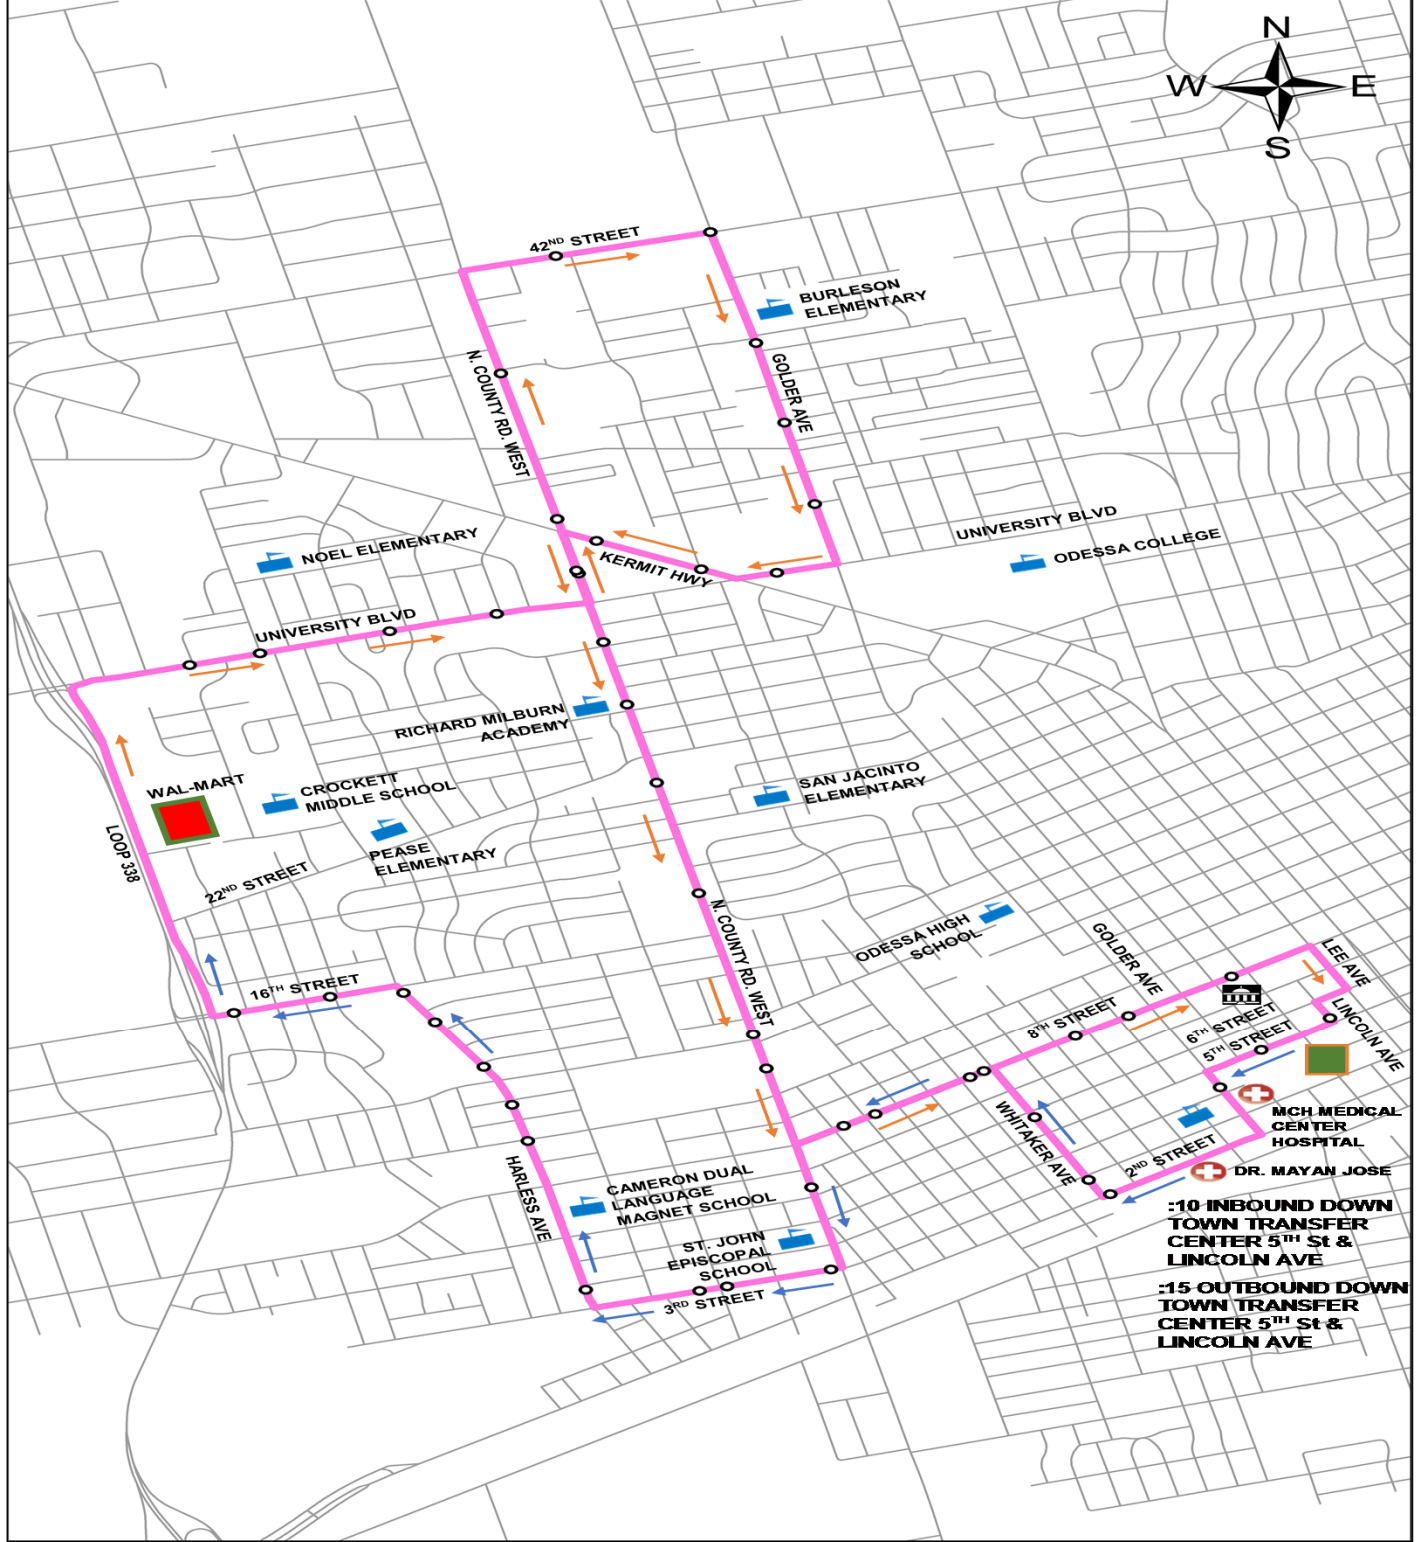 N
W E
S
42ND STREET
BURLESON
ELEMENTARY
N. COUNTY RD. WEST
GOLDER AVE
UNIVERSITY BLVD
ODESSA COLLEGE
NOEL ELEMENTARY
KERMIT HWY
UNIVERSITY BLVD
RICHARD MILBURN
ACADEMY
WAL-MART
CROCKETT
MIDDLE SCHOOL
SAN JACINTO
ELEMENTARY
LOOP 338
PEASE
ELEMENTARY
22ND STREET
N. COUNTY RD. WEST
ODESSA HIGH
SCHOOL
GOLDER AVE
LEE AVE
16TH STREET
8TH STREET
6TH STREET
5TH STREET
LINCOLN AVE
WHITAKER AVE
MCH MEDICAL
CENTER
HOSPITAL
2ND STREET
DR. MAYAN JOSE
HARLESS AVE
CAMERON DUAL
LANGUAGE
MAGNET SCHOOL
ST. JOHN
EPISCOPAL
SCHOOL
3RD STREET
:10 INBOUND DOWN
TOWN TRANSFER
CENTER 5TH St &
LINCOLN AVE
:15 OUTBOUND DOWN
TOWN TRANSFER
CENTER 5TH St &
LINCOLN AVE